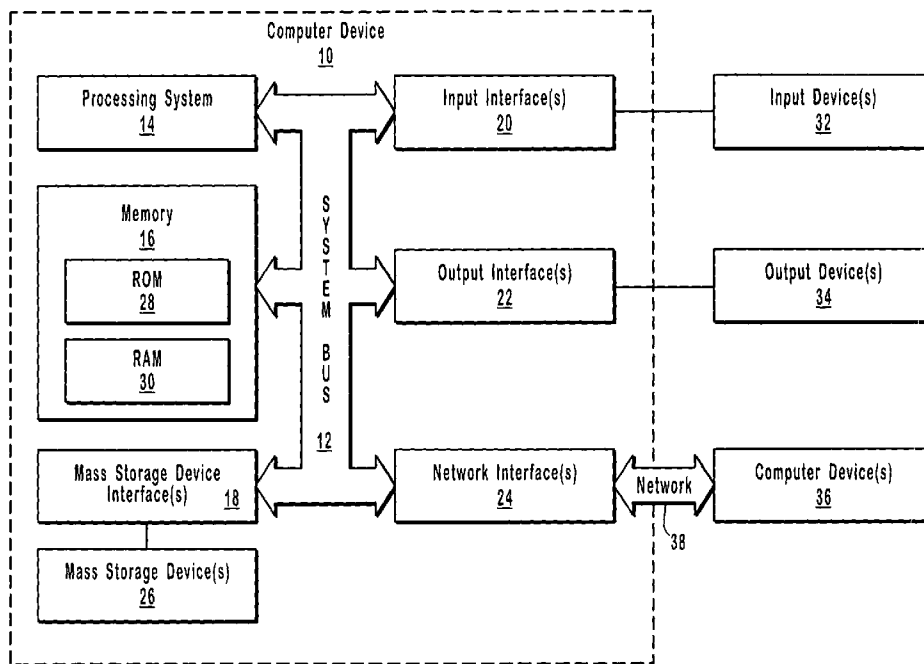 Computer Device
10
Processing System
14
Input Interface(s)
20
Input Device(s)
32
Memory
16
ROM
28
RAM
30
SYSTEM BUS
12
Output Interface(s)
22
Output Device(s)
34
Mass Storage Device
Interface(s)
18
Network Interface(s)
24
Network
38
Computer Device(s)
36
Mass Storage Device(s)
26